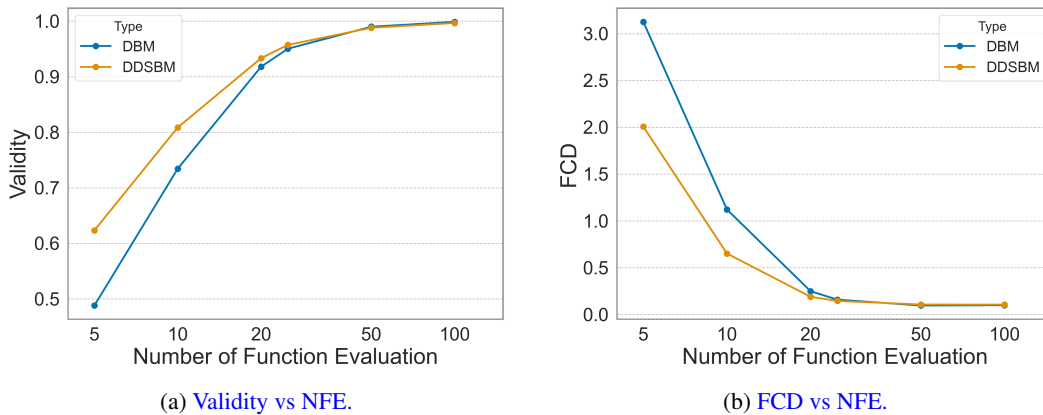 1.0
0.9
0.8
0.7
0.6
0.5
Validity
Type
DBM
DDSBM
5 10 20 50 100
Number of Function Evaluation
(a) Validity vs NFE.
3.0
2.5
2.0
1.5
1.0
0.5
0.0
FCD
Type
DBM
DDSBM
5 10 20 50 100
Number of Function Evaluation
(b) FCD vs NFE.